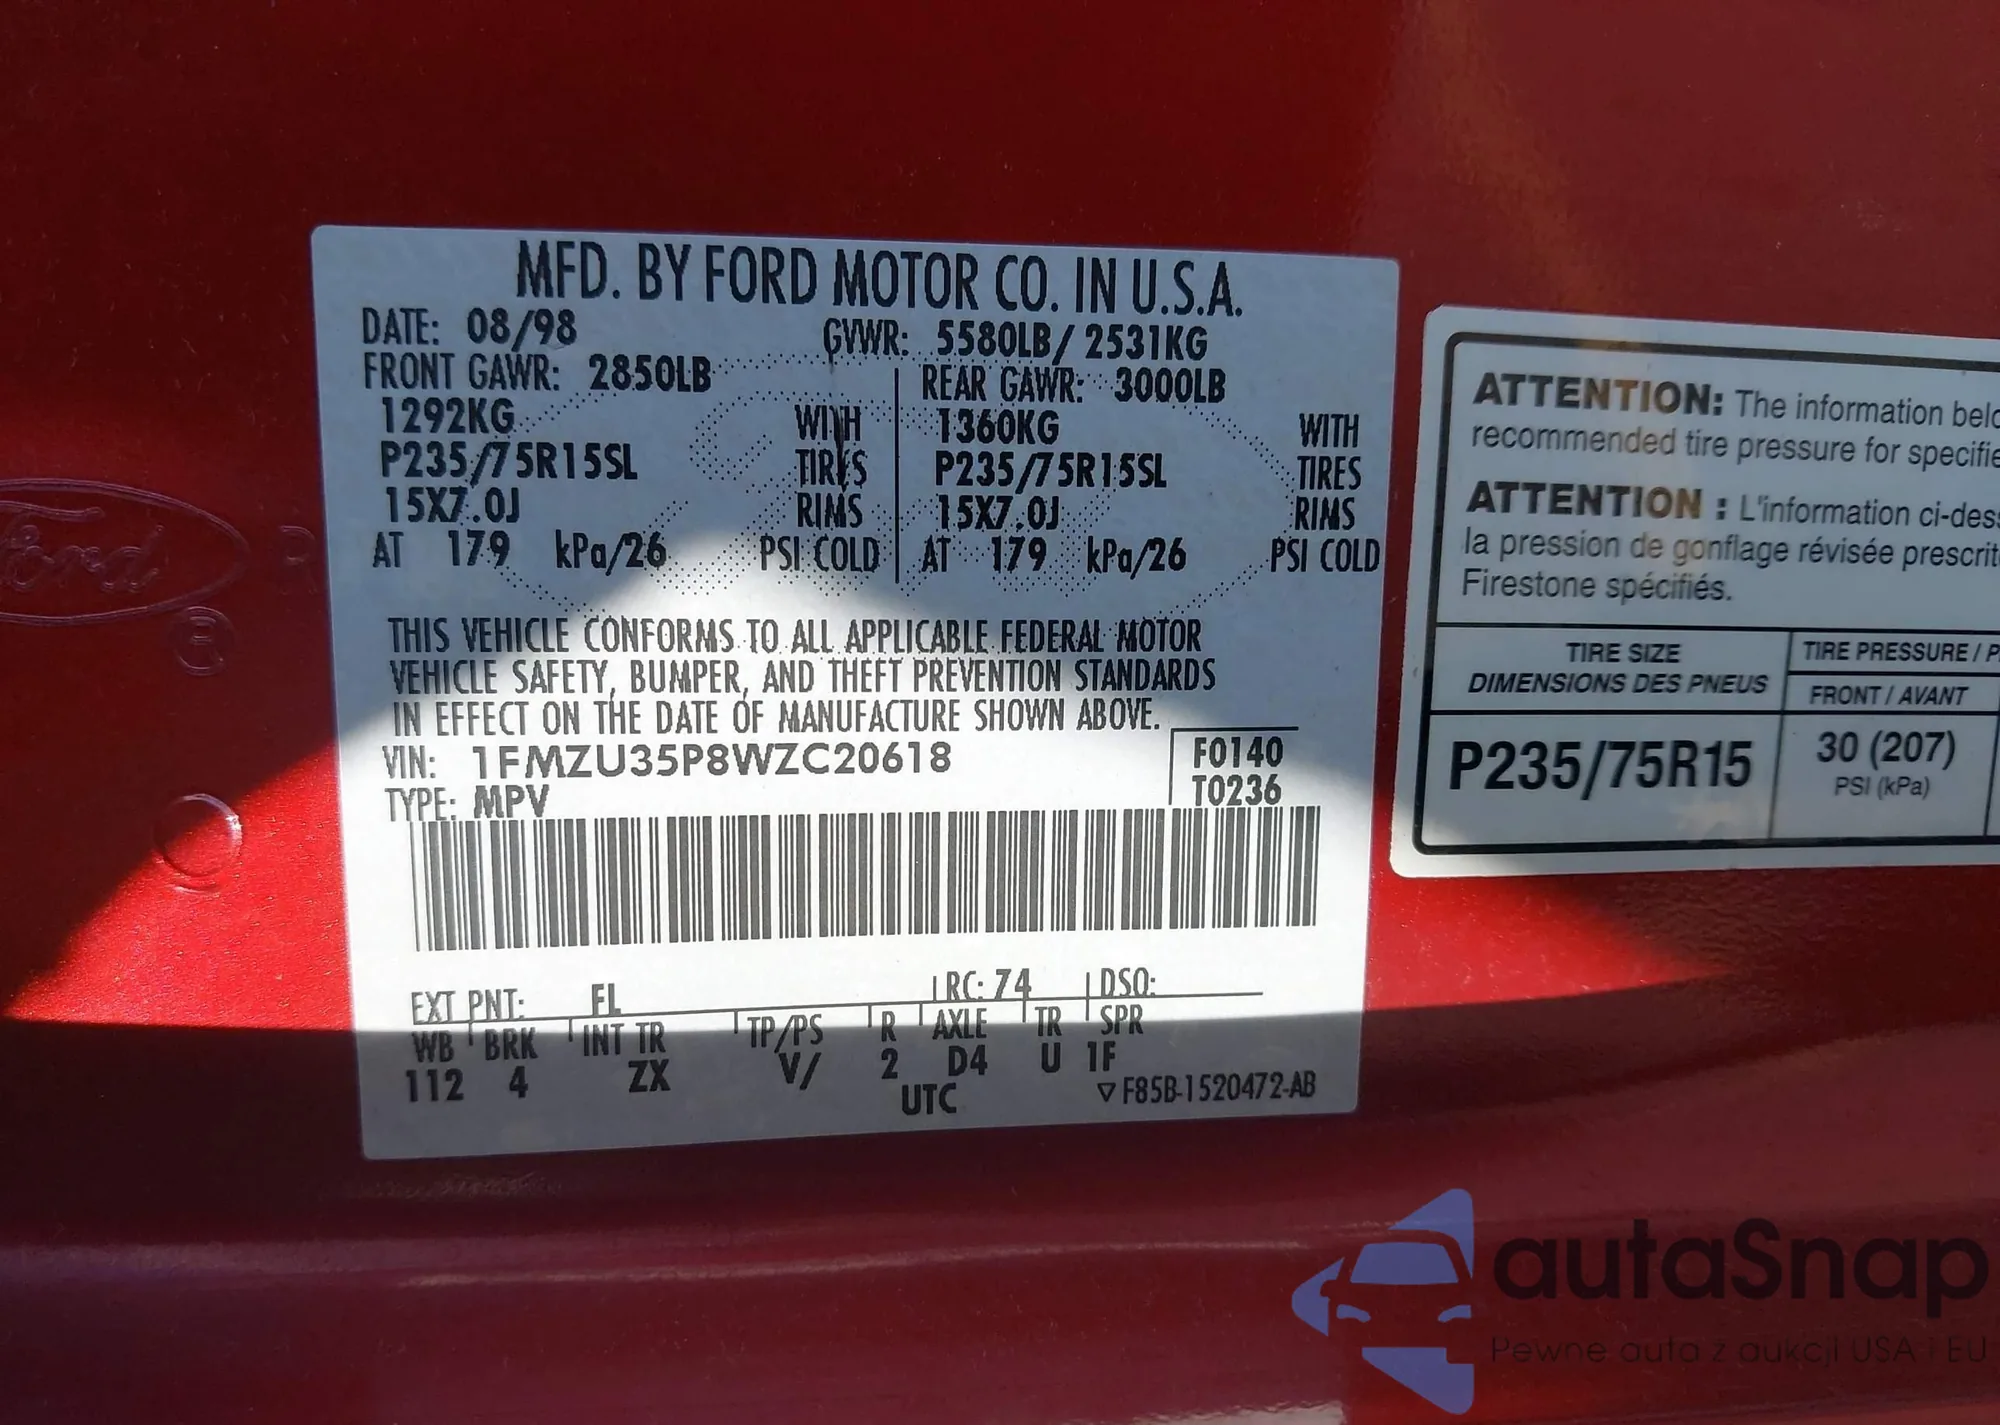 MFD. BY FORD MOTOR CO. IN U.S.A.
DATE: 08/98 GVWR: 5580LB/ 2531KG
FRONT GAWR: 2850LB REAR GAWR: 3000LB
1292KG WITH 1360KG WITH
P235/75R15SL TIRES P235/75R15SL TIRES
15X7.0J RIMS 15X7.0J RIMS
AT 179 kPa/26 PSI COLD AT 179 kPa/26 PSI COLD
THIS VEHICLE CONFORMS TO ALL APPLICABLE FEDERAL MOTOR
VEHICLE SAFETY, BUMPER, AND THEFT PREVENTION STANDARDS
IN EFFECT ON THE DATE OF MANUFACTURE SHOWN ABOVE.
VIN: 1FMZU35P8WZC20618 F0140
TYPE: MPV T0236
EXT PNT: FL RC: 74 DSO:
WB BRK INT TR TP/PS R AXLE TR SPR
112 4 ZX V/ 2 D4 U 1F
UTC ▽F85B-1520472-AB
ATTENTION: The information
recommended tire pressure for
ATTENTION : L'information
la pression de gonflage révisée
Firestone spécifiés.
TIRE SIZE TIRE PRESSURE /
DIMENSIONS DES PNEUS FRONT / AVANT
P235/75R15 30 (207)
PSI (kPa)
Ford
®
autaSnap
Pewne auta z aukcji USA i EU